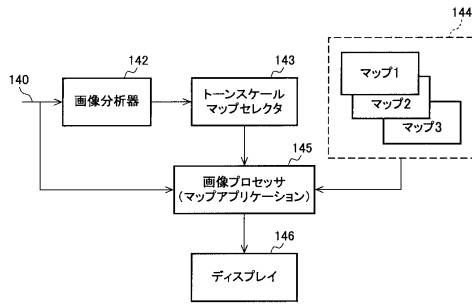 144
142
143
140
画像分析器
トーンスケール
マップセレクタ
マップ1
マップ2
マップ3
145
画像プロセッサ
(マップアプリケーション)
146
ディスプレイ